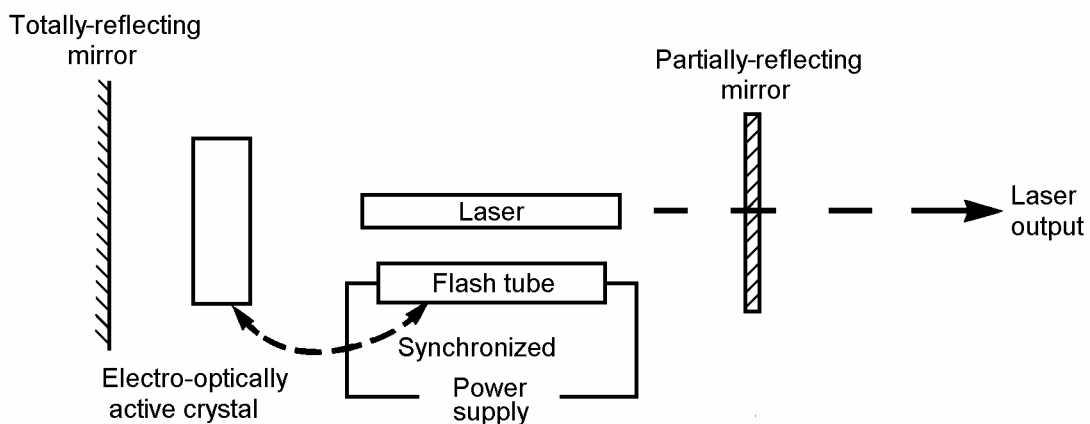 Totally-reflecting
mirror
Partially-reflecting
mirror
Laser
Laser
output
Flash tube
Synchronized
Electro-optically
active crystal
Power
supply